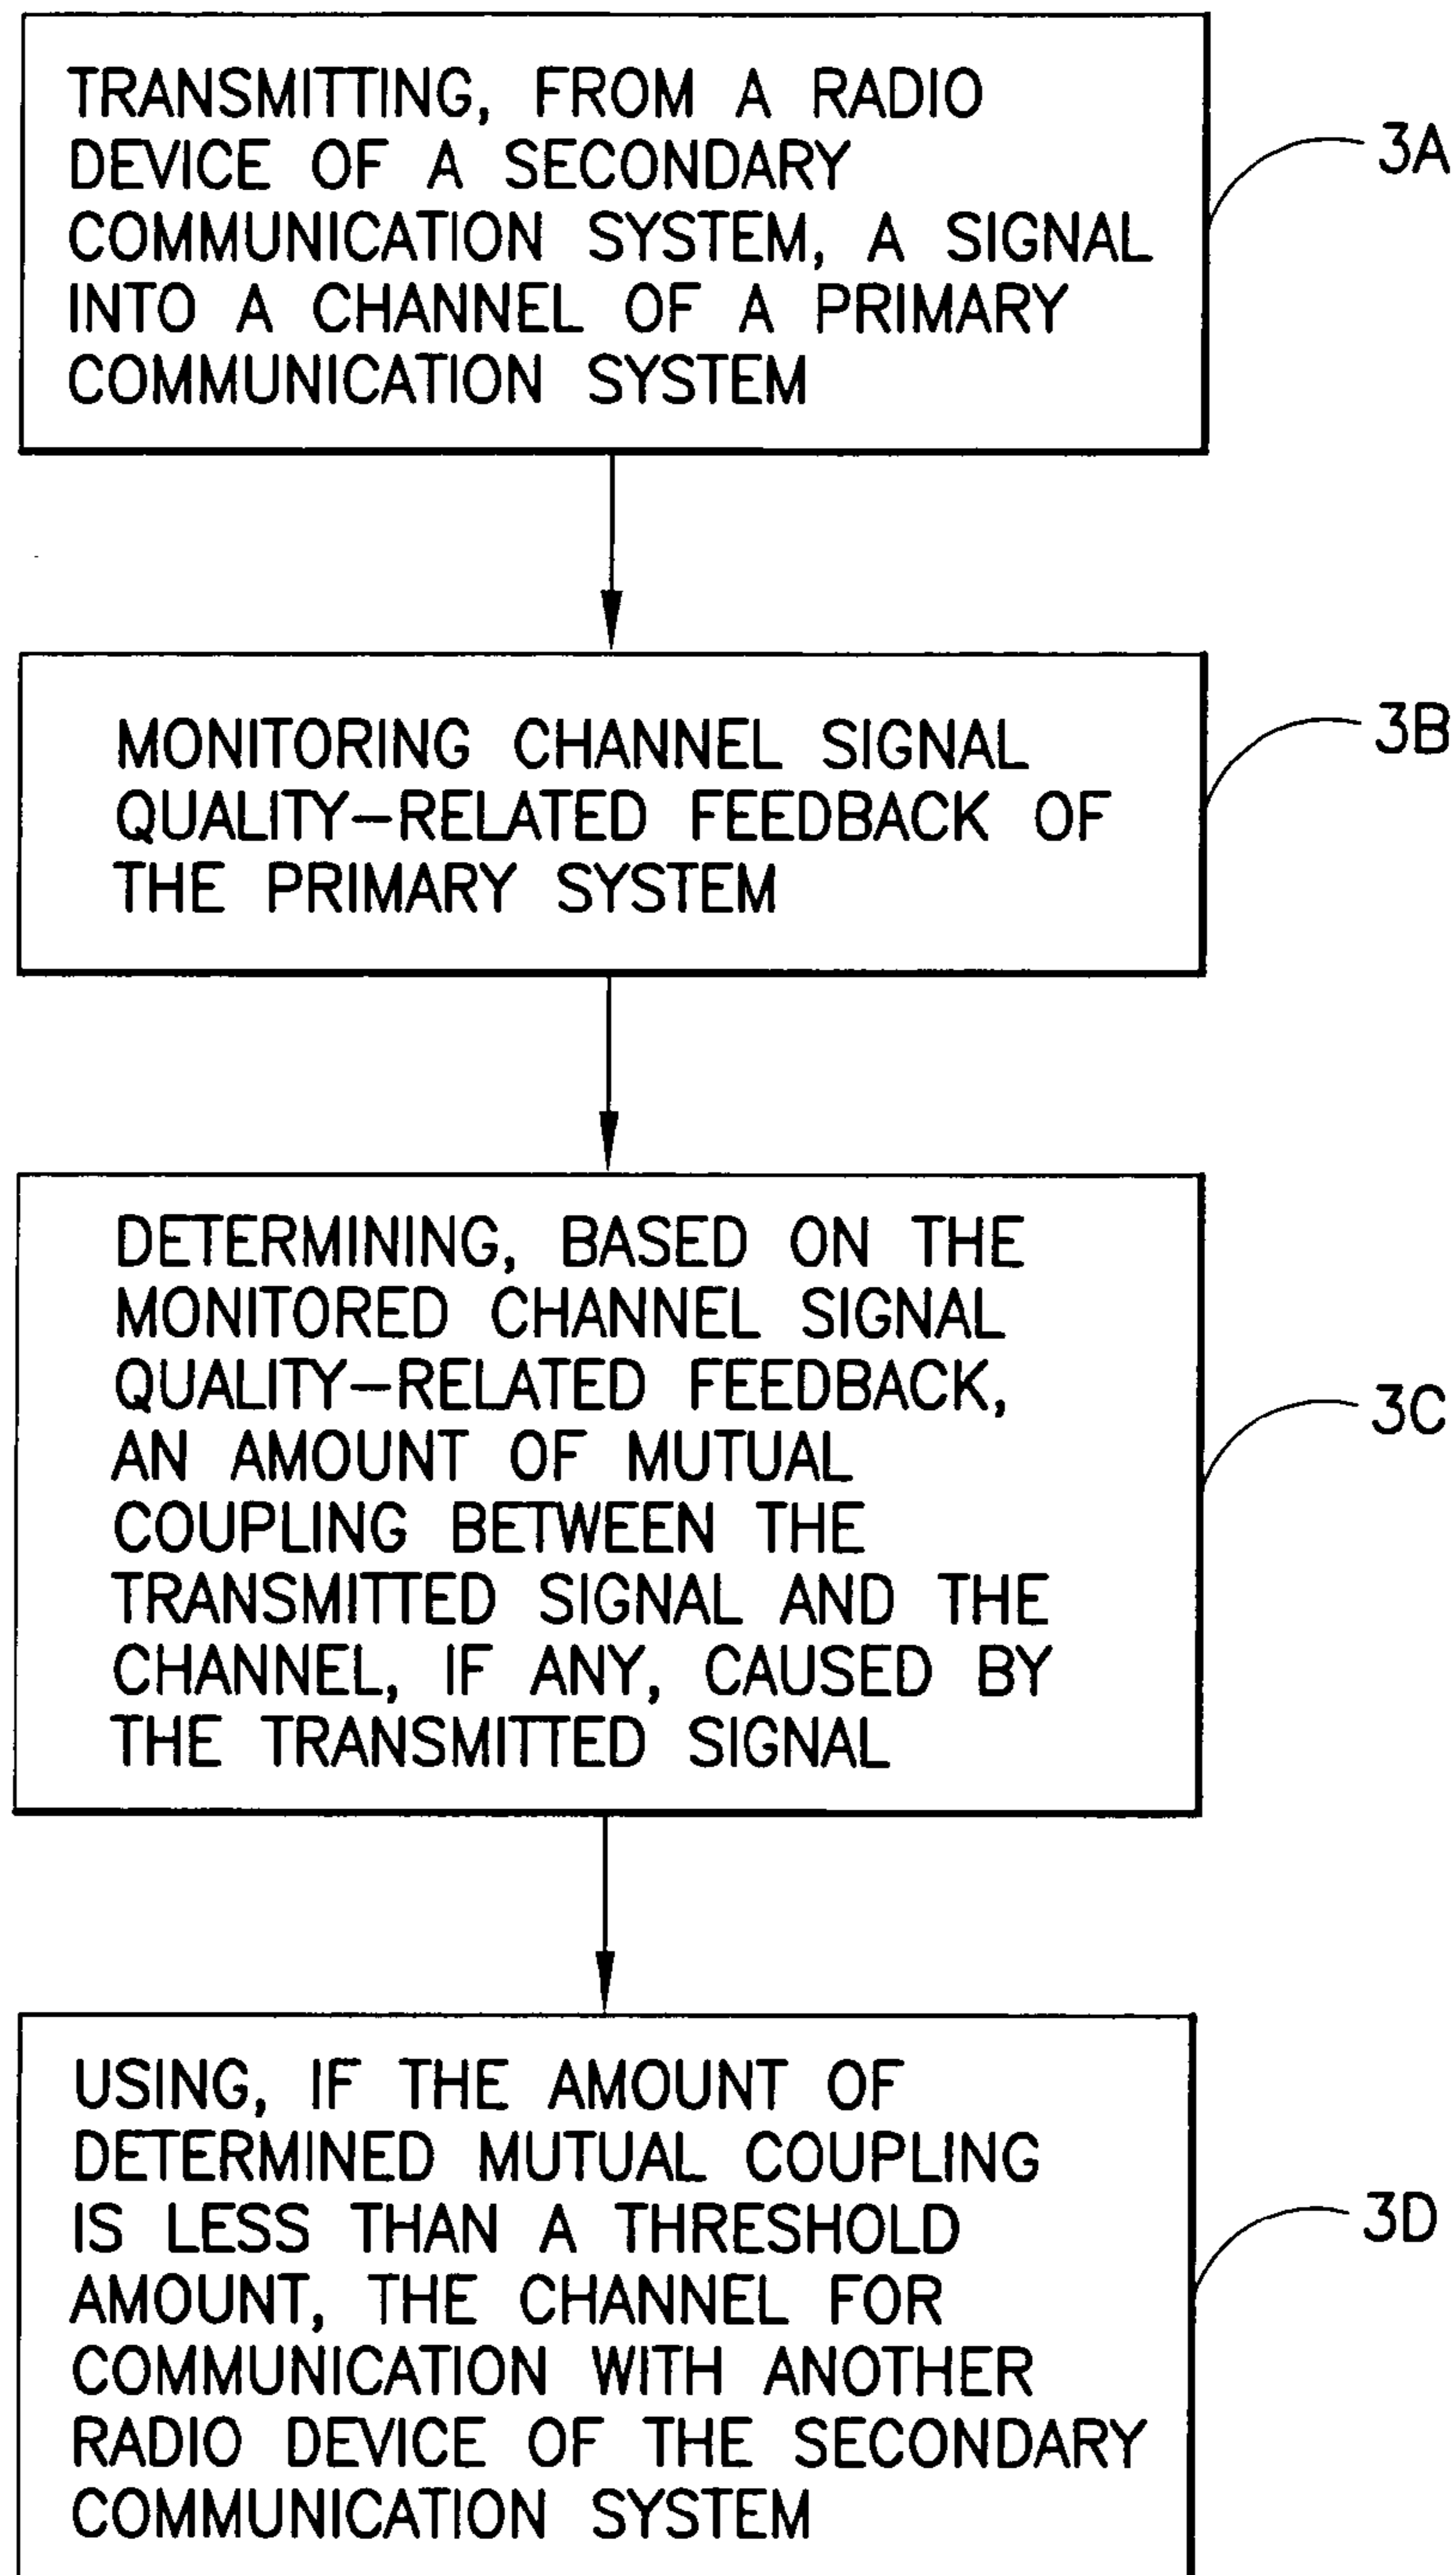 TRANSMITTING, FROM A RADIO
DEVICE OF A SECONDARY
COMMUNICATION SYSTEM, A SIGNAL
INTO A CHANNEL OF A PRIMARY
COMMUNICATION SYSTEM
3A
MONITORING CHANNEL SIGNAL
QUALITY–RELATED FEEDBACK OF
THE PRIMARY SYSTEM
3B
DETERMINING, BASED ON THE
MONITORED CHANNEL SIGNAL
QUALITY–RELATED FEEDBACK,
AN AMOUNT OF MUTUAL
COUPLING BETWEEN THE
TRANSMITTED SIGNAL AND THE
CHANNEL, IF ANY, CAUSED BY
THE TRANSMITTED SIGNAL
3C
USING, IF THE AMOUNT OF
DETERMINED MUTUAL COUPLING
IS LESS THAN A THRESHOLD
AMOUNT, THE CHANNEL FOR
COMMUNICATION WITH ANOTHER
RADIO DEVICE OF THE SECONDARY
COMMUNICATION SYSTEM
3D